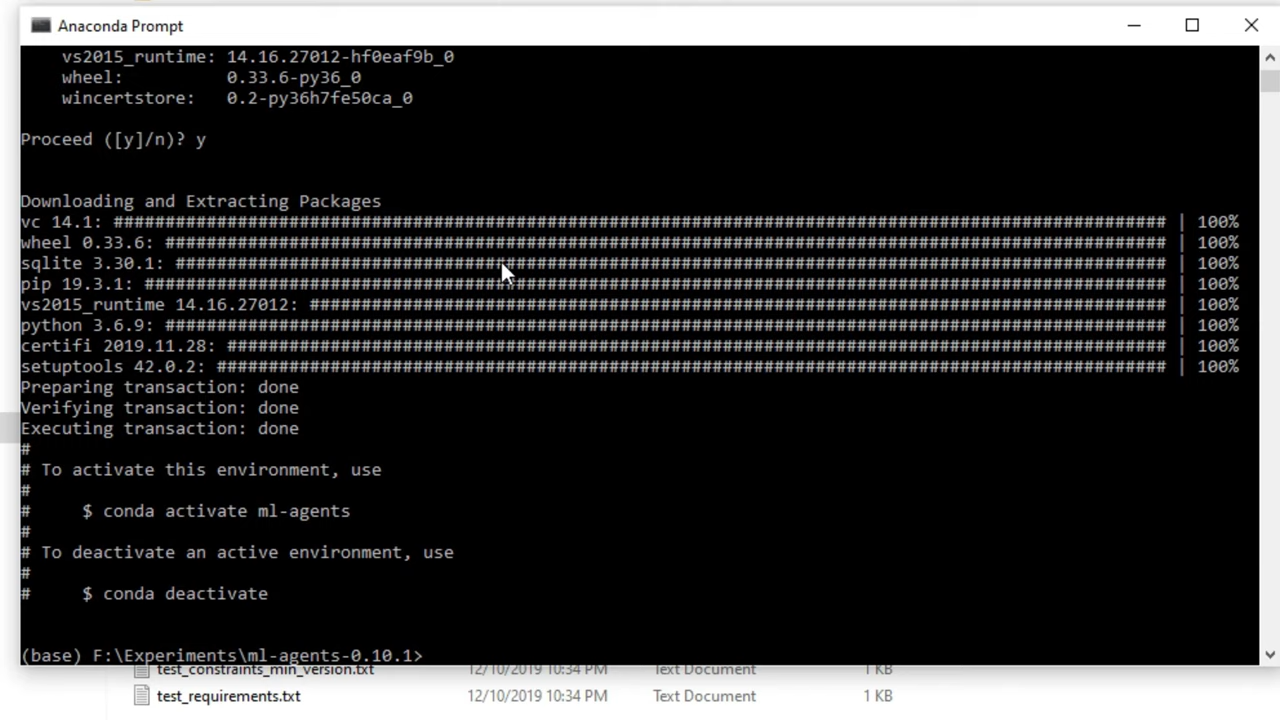 Anaconda Prompt
vs2015_runtime: 14.16.27012-hf0eaf9b_0
wheel: 0.33.6-py36_0
wincertstore: 0.2-py36h7fe50ca_0
Proceed ([y]/n)? y
Downloading and Extracting Packages
vc 14.1: ###################################################################################################### | 100%
wheel 0.33.6: ################################################################################################# | 100%
sqlite 3.30.1: ################################################################################################ | 100%
pip 19.3.1: ################################################################################################### | 100%
vs2015_runtime 14.16.27012: ################################################################################### | 100%
python 3.6.9: ################################################################################################# | 100%
certifi 2019.11.28: ########################################################################################### | 100%
setuptools 42.0.2: ############################################################################################ | 100%
Preparing transaction: done
Verifying transaction: done
Executing transaction: done
#
# To activate this environment, use
#
# $ conda activate ml-agents
#
# To deactivate an active environment, use
#
# $ conda deactivate
(base) F:\Experiments\ml-agents-0.10.1>
test_constraints_min_version.txt 12/10/2019 10:34 PM Text Document 1 KB
test_requirements.txt 12/10/2019 10:34 PM Text Document 1 KB